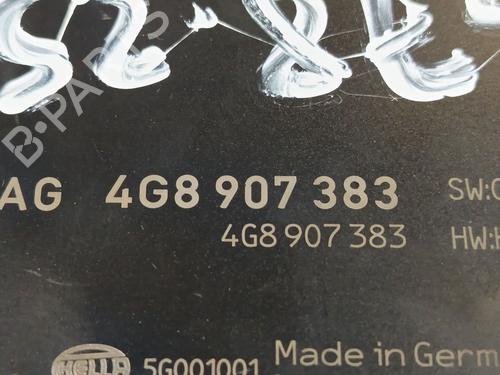 B-PARTS
AG 4G8 907 383 SW:
4G8 907 383 HW:
HELLA 5G001001 Made in Germ